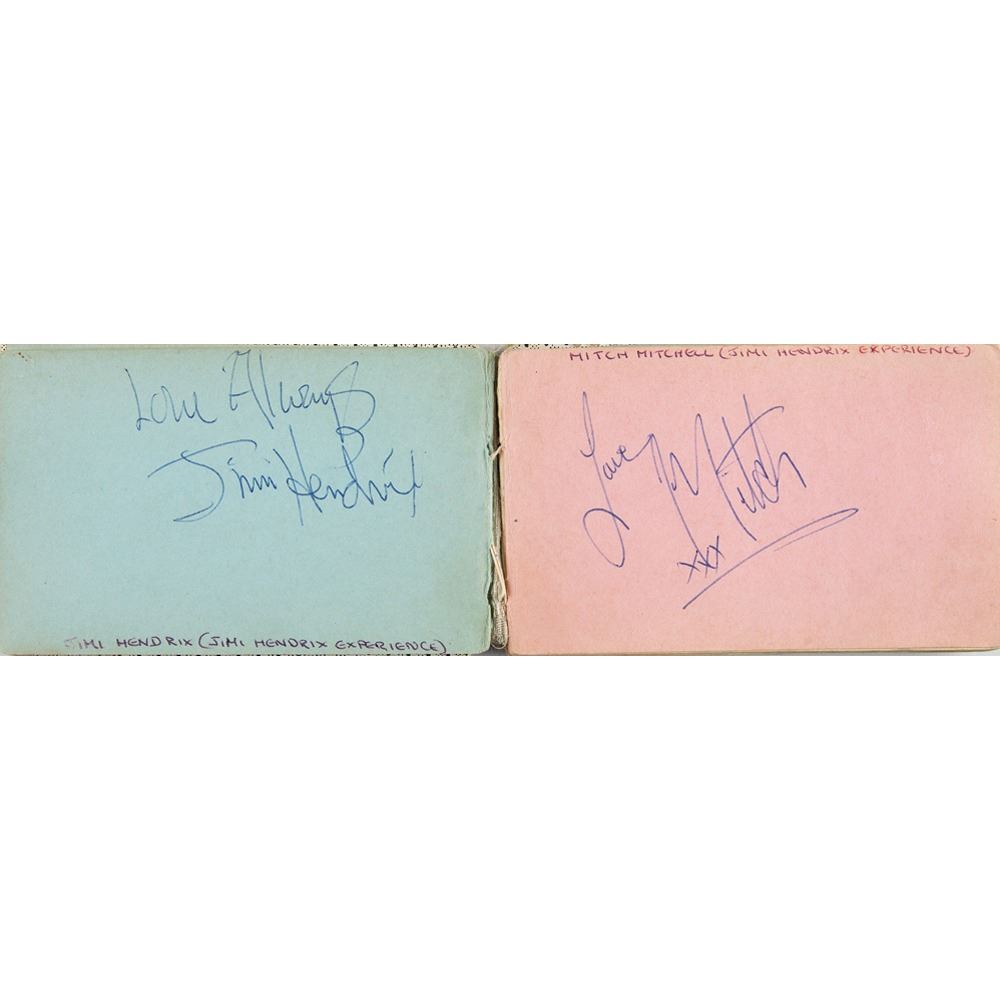 Love Always
Jimi Hendrix
JIMI HENDRIX (JIMI HENDRIX EXPERIENCE)
MITCH MITCHELL (JIMI HENDRIX EXPERIENCE)
Love Mitch
xxx